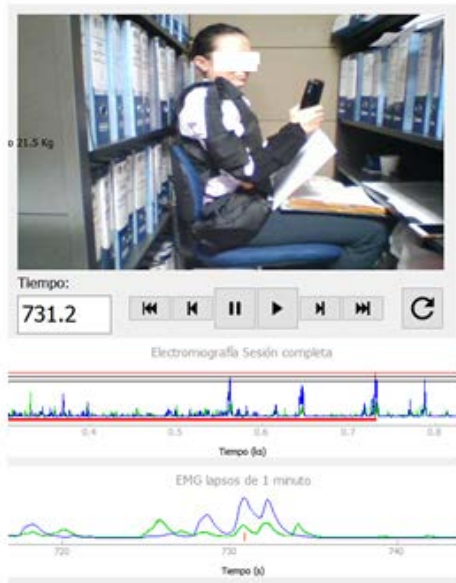 o 21.5 Kg
Tiempo:
731.2
Electromiografía Sesión completa
0.4 0.5 0.6 0.7 0.8
Tiempo (ks)
EMG lapsos de 1 minuto
720 730 740
Tiempo (s)